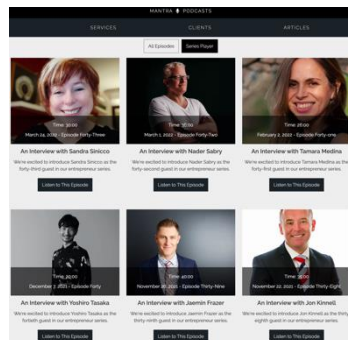 MANTRA PODCASTS
SERVICES CLIENTS ARTICLES
All Episodes Series Player
Time: 30:00
March 24, 2022 - Episode Forty-Three
An Interview with Sandra Sinicco
We're excited to introduce Sandra Sinicco as the
forty-third guest in our entrepreneur series.
Listen to This Episode
Time: 36:00
March 1, 2022 - Episode Forty-Two
An Interview with Nader Sabry
We're excited to introduce Nader Sabry as the
forty-second guest in our entrepreneur series.
Listen to This Episode
Time: 26:00
February 2, 2022 - Episode Forty-one
An Interview with Tamara Medina
We're excited to introduce Tamara Medina as the
forty-first guest in our entrepreneur series.
Listen to This Episode
Time: 29:00
December 7, 2021 - Episode Forty
An Interview with Yoshiro Tasaka
We're excited to introduce Yoshiro Tasaka as the
fortieth guest in our entrepreneur series.
Listen to This Episode
Time: 40:00
November 26, 2021 - Episode Thirty-Nine
An Interview with Jaemin Frazer
We're excited to introduce Jaemin Frazer as the
thirty-ninth guest in our entrepreneur series.
Listen to This Episode
November 22, 2021 - Episode Thirty-Eight
An Interview with Jon Kinnell
We're excited to introduce Jon Kinnell as the thirty
eighth guest in our entrepreneur series.
Listen to This Episode